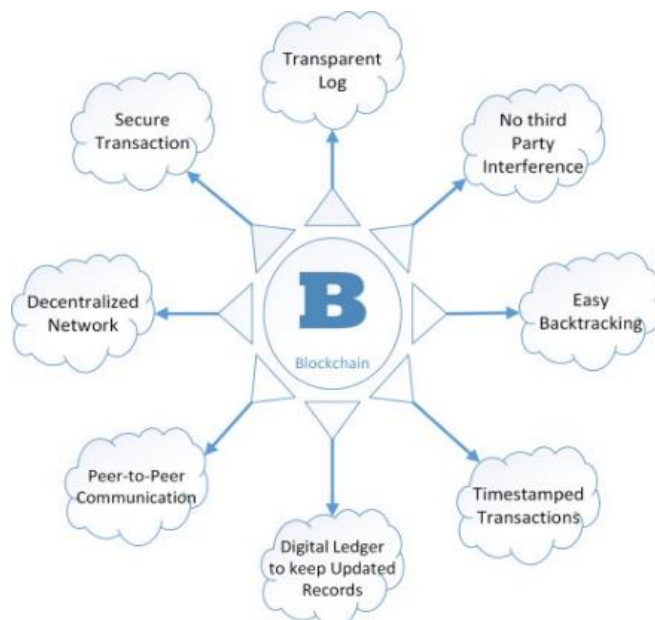 Transparent
Log
No third
Party
Interference
Easy
Backtracking
Timestamped
Transactions
Digital Ledger
to keep Updated
Records
Peer-to-Peer
Communication
Decentralized
Network
Secure
Transaction
B
Blockchain